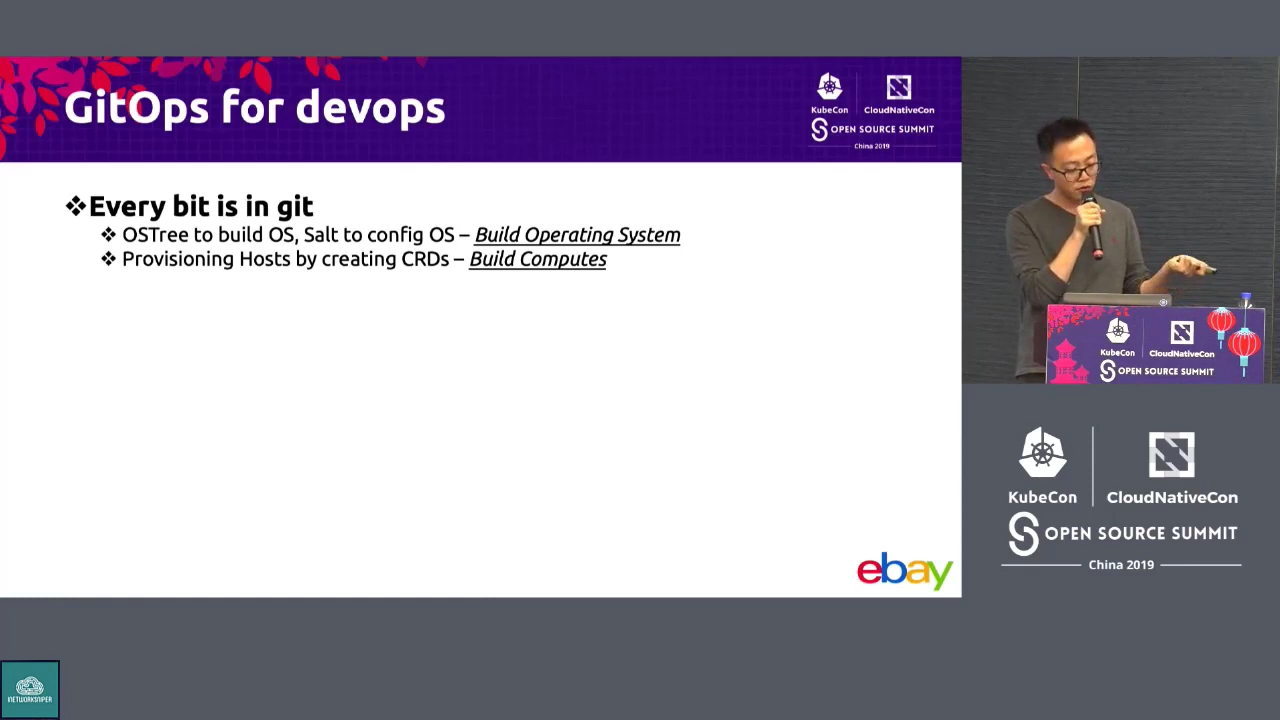 GitOps for devops
KubeCon
CloudNativeCon
OPEN SOURCE SUMMIT
China 2019
❖Every bit is in git
❖ OSTree to build OS, Salt to config OS – Build Operating System
❖ Provisioning Hosts by creating CRDs – Build Computes
ebay
KubeCon
CloudNativeCon
OPEN SOURCE SUMMIT
KubeCon
CloudNativeCon
OPEN SOURCE SUMMIT
China 2019
INETWORKSNIPER